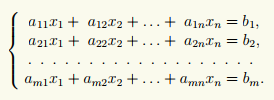 a₁₁x₁ + a₁₂x₂ + . . . + a₁ₙxₙ = b₁,
a₂₁x₁ + a₂₂x₂ + . . . + a₂ₙxₙ = b₂,
. . . . . . . . . . . . . . . . . . .
aₘ₁x₁ + aₘ₂x₂ + . . . + aₘₙxₙ = bₘ.